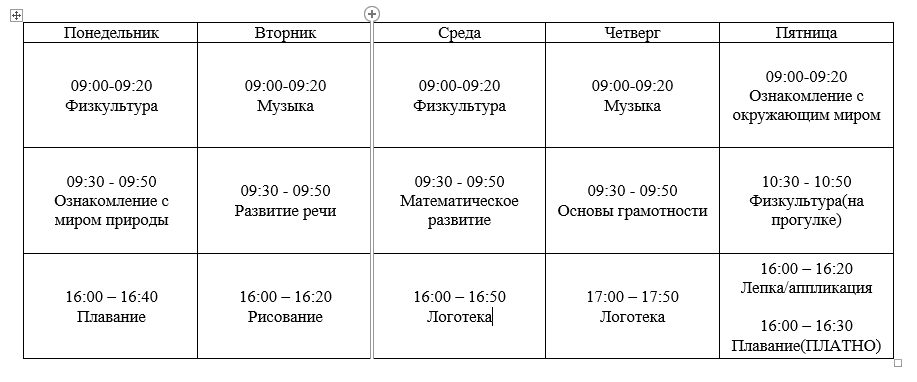 Понедельник
Вторник
Среда
Четверг
Пятница
09:00-09:20
Физкультура
09:00-09:20
Музыка
09:00-09:20
Физкультура
09:00-09:20
Музыка
09:00-09:20
Ознакомление с
окружающим миром
09:30 - 09:50
Ознакомление с
миром природы
09:30 - 09:50
Развитие речи
09:30 - 09:50
Математическое
развитие
09:30 - 09:50
Основы грамотности
10:30 - 10:50
Физкультура(на
прогулке)
16:00 – 16:40
Плавание
16:00 – 16:20
Рисование
16:00 – 16:50
Логотека
17:00 – 17:50
Логотека
16:00 – 16:20
Лепка/аппликация
16:00 – 16:30
Плавание(ПЛАТНО)